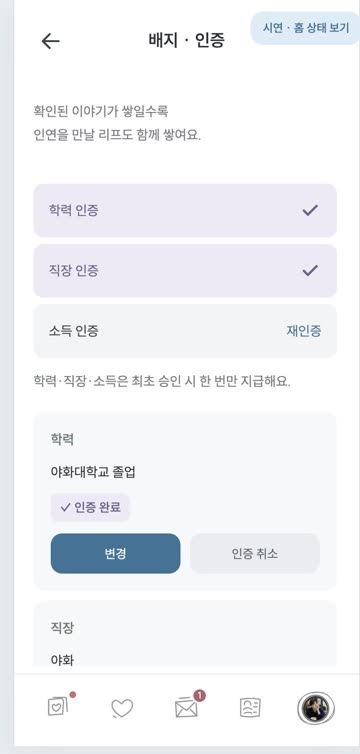 시연 · 홈 상태 보기
배지 · 인증
확인된 이야기가 쌓일수록
인연을 만날 리프도 함께 쌓여요.
학력 인증
직장 인증
소득 인증
재인증
학력·직장·소득은 최초 승인 시 한 번만 지급해요.
학력
야화대학교 졸업
인증 완료
변경
인증 취소
직장
야화
1